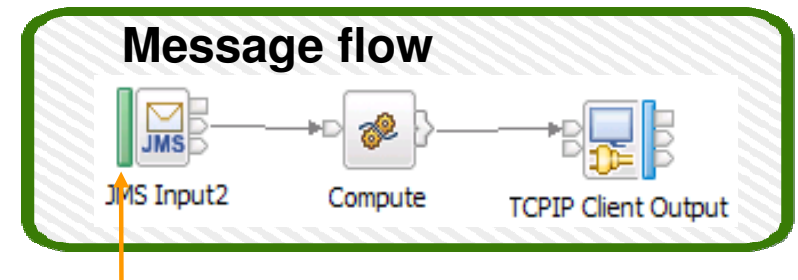 Message flow
JMS
JMS Input2
Compute
TCPIP Client Output